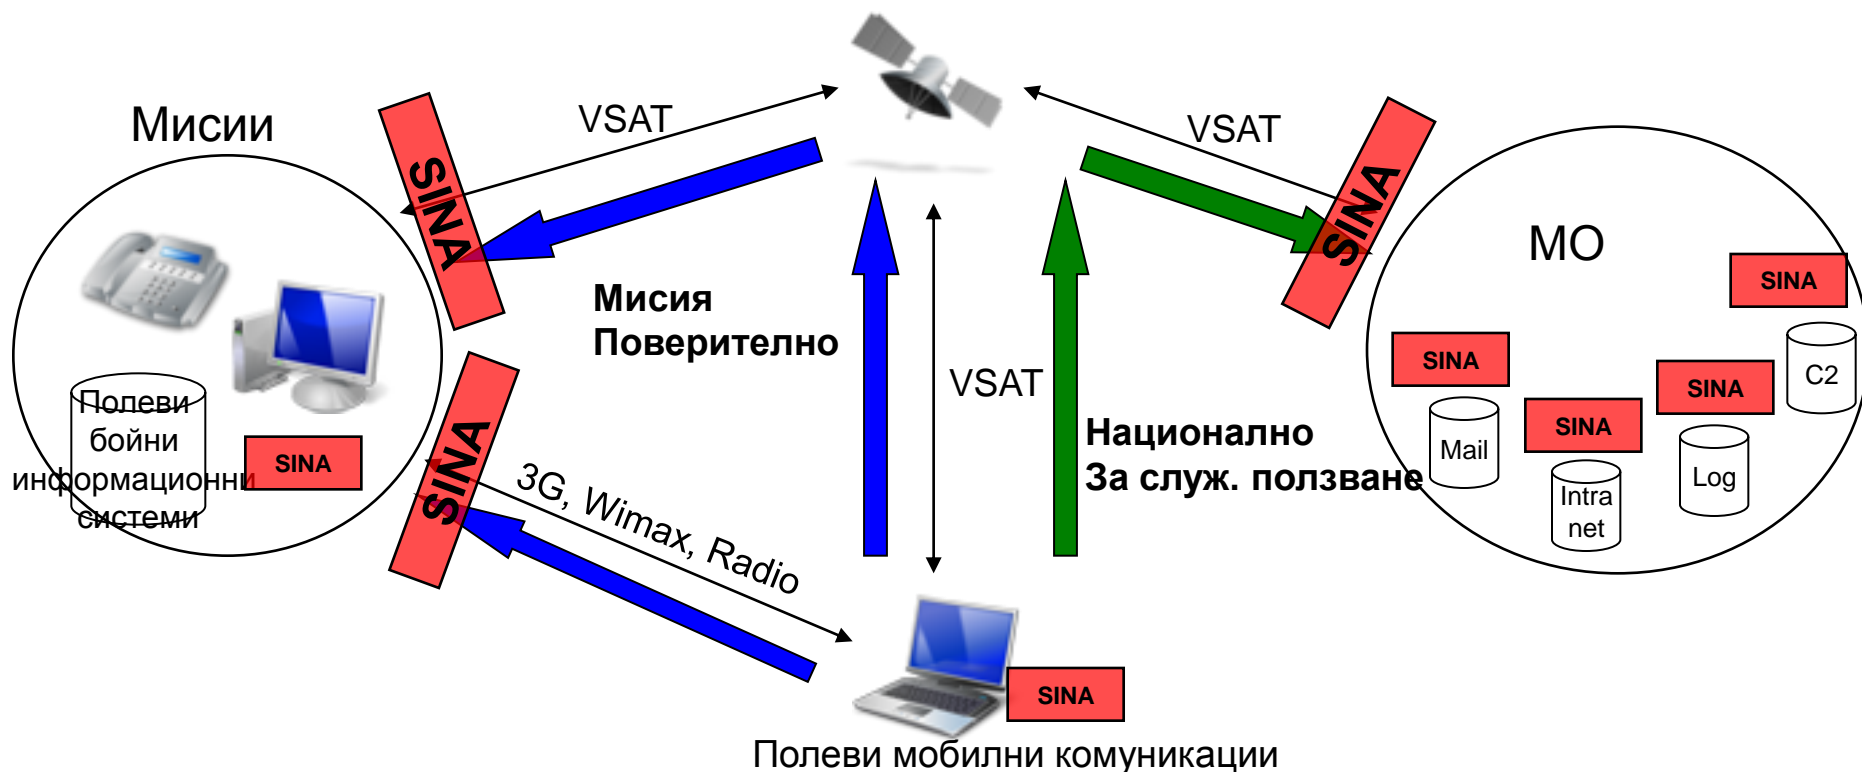 Мисии
SINA
VSAT
VSAT
SINA
МО
SINA
Мисия
Поверително
SINA
C2
SINA
SINA
VSAT
Полеви
бойни
информационни
системи
SINA
SINA
3G, Wimax, Radio
Национално
За служ. ползване
SINA
Mail
Intra
net
Log
SINA
Полеви мобилни комуникации